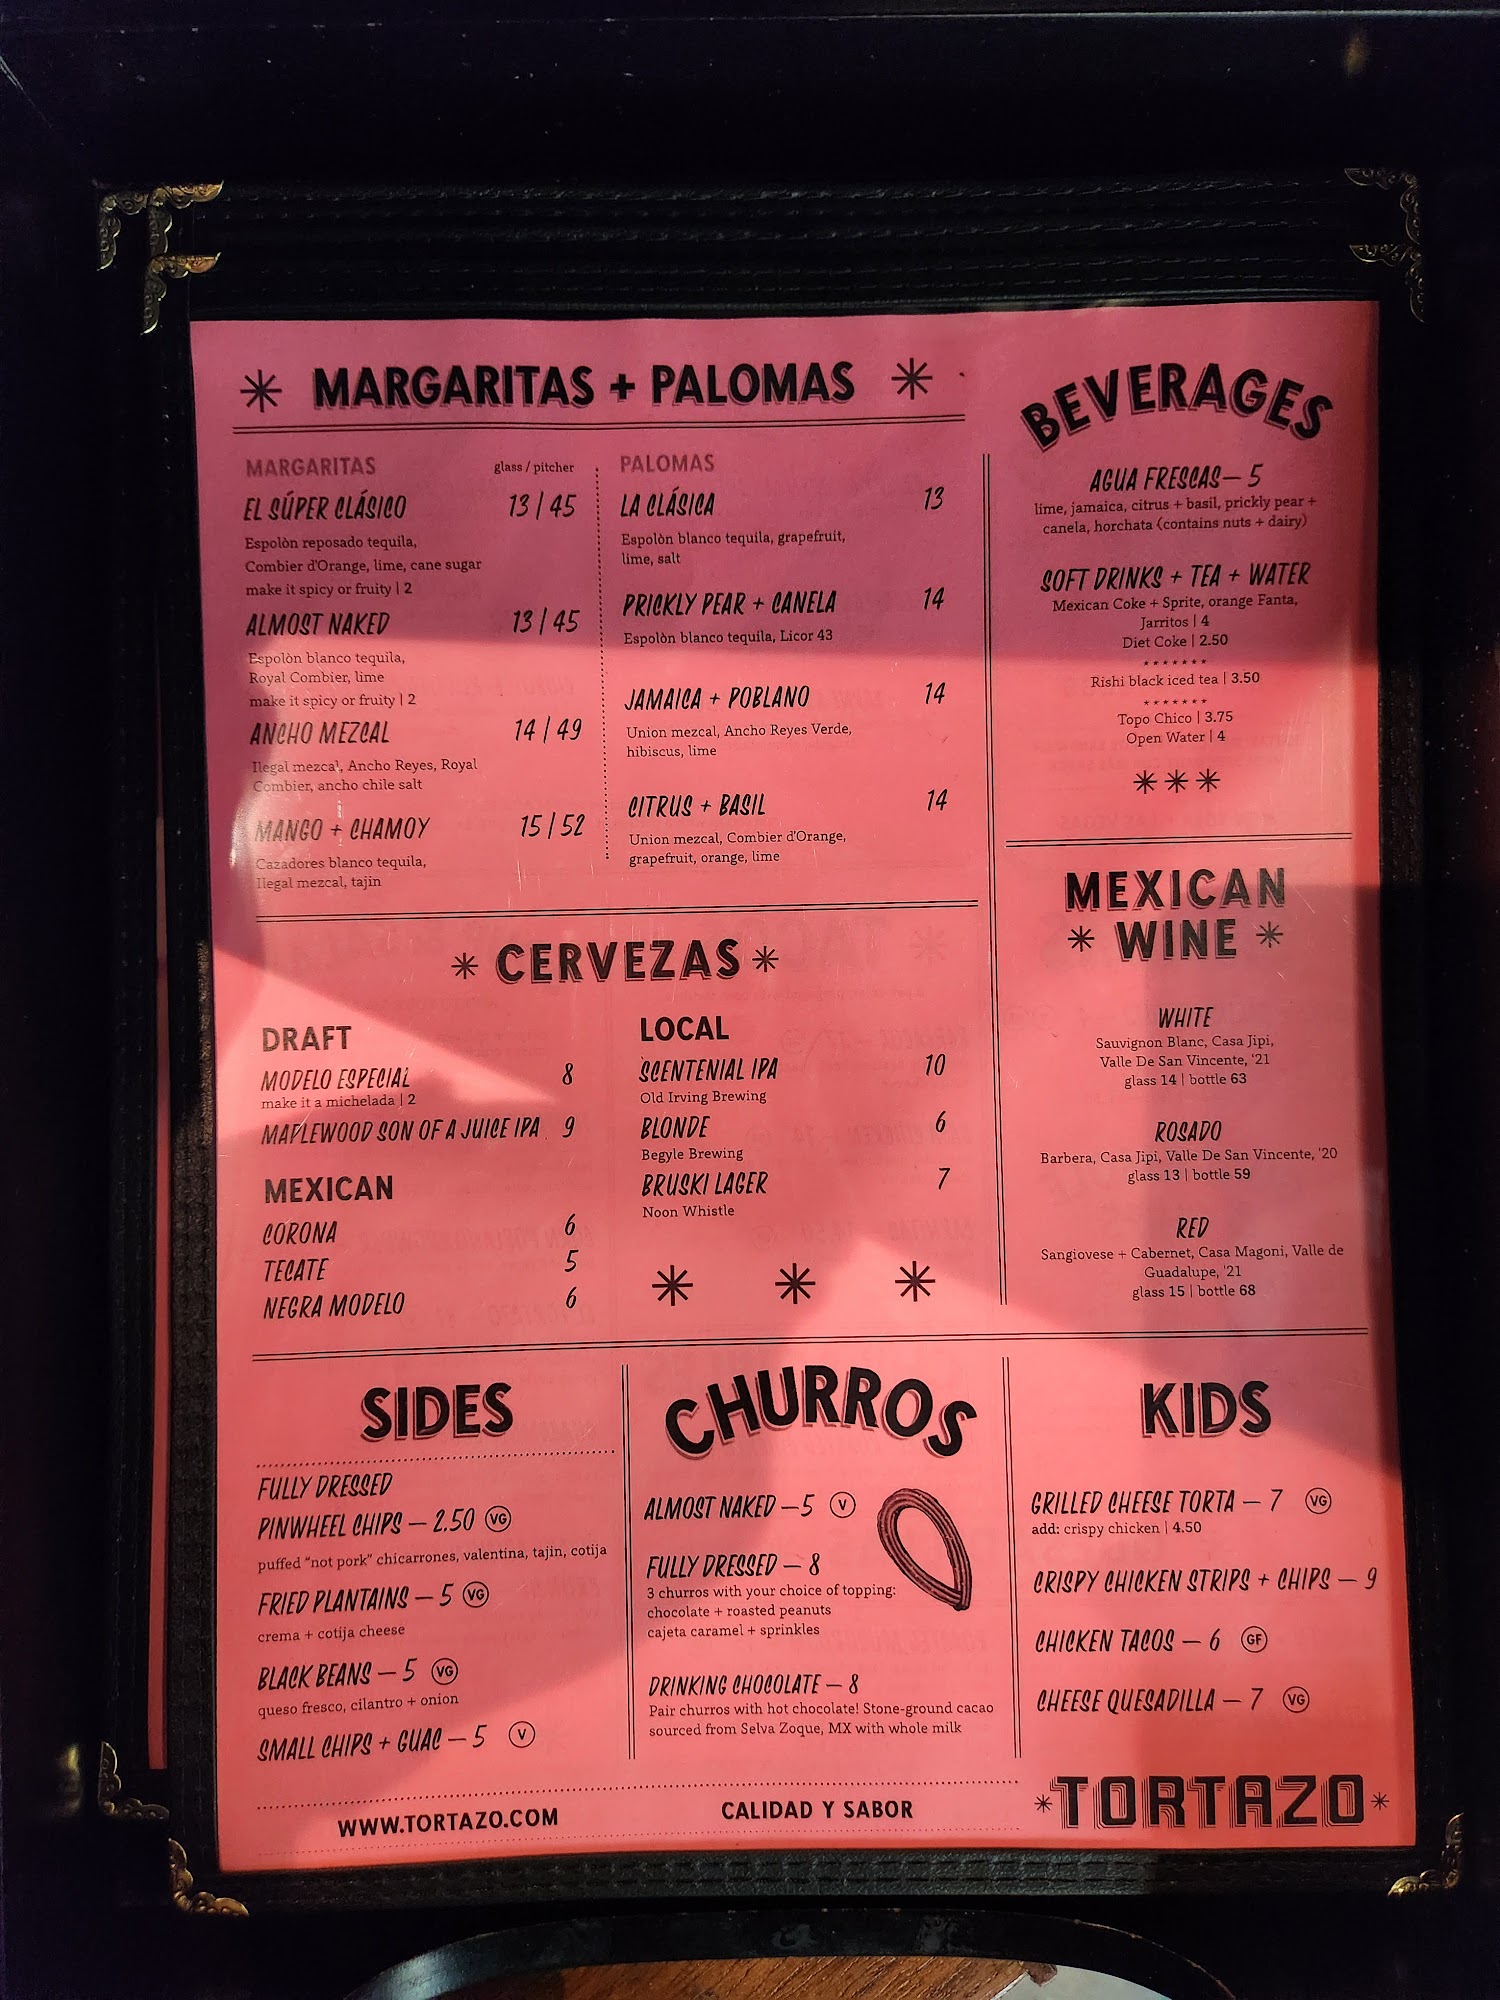 MARGARITAS + PALOMAS
MARGARITAS glass / pitcher
EL SÚPER CLÁSICO 13 | 45
Espolòn reposado tequila,
Combier d'Orange, lime, cane sugar
make it spicy or fruity | 2
ALMOST NAKED 13 | 45
Espolòn blanco tequila,
Royal Combier, lime
make it spicy or fruity | 2
ANCHO MEZCAL 14 | 49
Ilegal mezcal, Ancho Reyes, Royal
Combier, ancho chile salt
MANGO + CHAMOY 15 | 52
Cazadores blanco tequila,
Ilegal mezcal, tajin
PALOMAS
LA CLÁSICA 13
Espolòn blanco tequila, grapefruit,
lime, salt
PRICKLY PEAR + CANELA 14
Espolòn blanco tequila, Licor 43
JAMAICA + POBLANO 14
Union mezcal, Ancho Reyes Verde,
hibiscus, lime
CITRUS + BASIL 14
Union mezcal, Combier d'Orange,
grapefruit, orange, lime
BEVERAGES
AGUA FRESCAS— 5
lime, jamaica, citrus + basil, prickly pear +
canela, horchata (contains nuts + dairy)
SOFT DRINKS + TEA + WATER
Mexican Coke + Sprite, orange Fanta,
Jarritos | 4
Diet Coke | 2.50
Rishi black iced tea | 3.50
Topo Chico | 3.75
Open Water | 4
MEXICAN
WINE
WHITE
Sauvignon Blanc, Casa Jipi,
Valle De San Vincente, '21
glass 14 | bottle 63
ROSADO
Barbera, Casa Jipi, Valle De San Vincente, '20
glass 13 | bottle 59
RED
Sangiovese + Cabernet, Casa Magoni, Valle de
Guadalupe, '21
glass 15 | bottle 68
CERVEZAS
DRAFT
MODELO ESPECIAL 8
make it a michelada | 2
MAPLEWOOD SON OF A JUICE IPA 9
MEXICAN
CORONA 6
TECATE 5
NEGRA MODELO 6
LOCAL
SCENTENIAL IPA 10
Old Irving Brewing
BLONDE 6
Begyle Brewing
BRUSKI LAGER 7
Noon Whistle
SIDES
FULLY DRESSED
PINWHEEL CHIPS — 2.50 VG
puffed "not pork" chicarrones, valentina, tajin, cotija
FRIED PLANTAINS — 5 VG
crema + cotija cheese
BLACK BEANS — 5 VG
queso fresco, cilantro + onion
SMALL CHIPS + GUAC — 5 V
CHURROS
ALMOST NAKED —5 V
FULLY DRESSED — 8
3 churros with your choice of topping:
chocolate + roasted peanuts
cajeta caramel + sprinkles
DRINKING CHOCOLATE — 8
Pair churros with hot chocolate! Stone-ground cacao
sourced from Selva Zoque, MX with whole milk
KIDS
GRILLED CHEESE TORTA — 7 VG
add: crispy chicken | 4.50
CRISPY CHICKEN STRIPS + CHIPS — 9
CHICKEN TACOS — 6 GF
CHEESE QUESADILLA — 7 VG
WWW.TORTAZO.COM
CALIDAD Y SABOR
TORTAZO